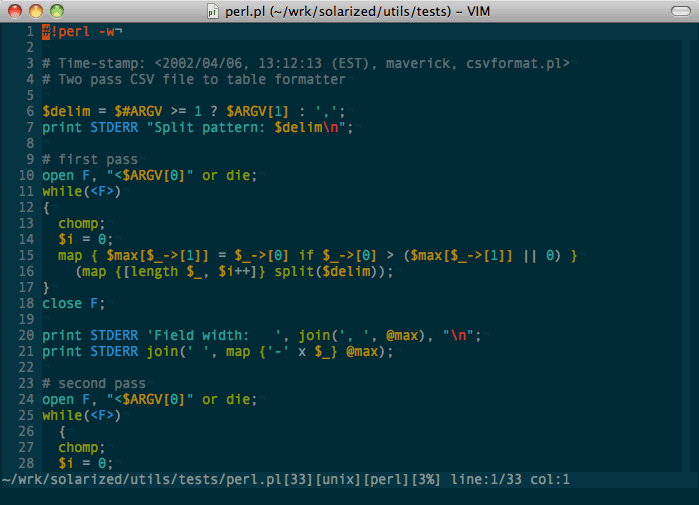 perl.pl (~/wrk/solarized/utils/tests) – VIM
1 #!perl -w¬
2
3 # Time-stamp: <2002/04/06, 13:12:13 (EST), maverick, csvformat.pl>¬
4 # Two pass CSV file to table formatter¬
5
6 $delim = $#ARGV >= 1 ? $ARGV[1] : ',';¬
7 print STDERR "Split pattern: $delim\n";¬
8
9 # first pass¬
10 open F, "<$ARGV[0]" or die;¬
11 while(<F>)¬
12 {¬
13   chomp;¬
14   $i = 0;¬
15   map { $max[$_->[1]] = $_->[0] if $_->[0] > ($max[$_->[1]] || 0) }¬
16     (map {[length $_, $i++]} split($delim));¬
17 }¬
18 close F;¬
19
20 print STDERR 'Field width:   ', join(', ', @max), "\n";¬
21 print STDERR join(' ', map {'-' x $_} @max);¬
22
23 # second pass¬
24 open F, "<$ARGV[0]" or die;¬
25 while(<F>)¬
26   {¬
27   chomp;¬
28   $i = 0;¬
~/wrk/solarized/utils/tests/perl.pl[33][unix][perl][3%] line:1/33 col:1